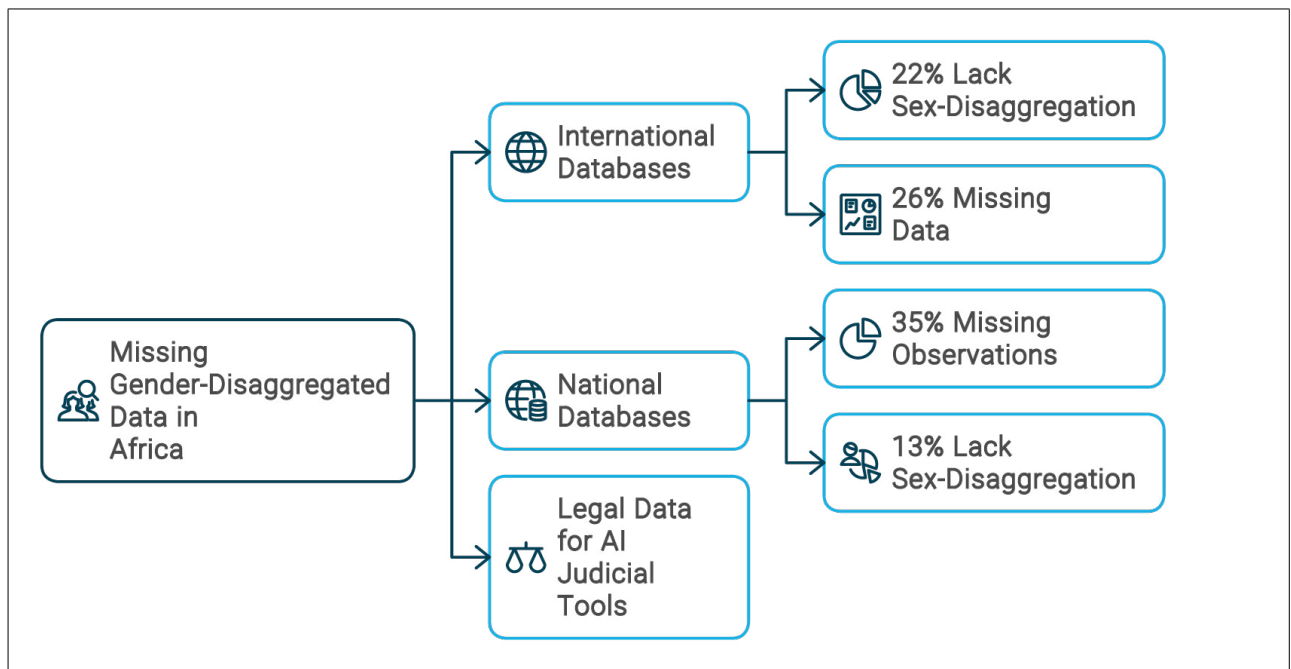 Missing
Gender-Disaggregated
Data in
Africa
International
Databases
22% Lack
Sex-Disaggregation
26% Missing
Data
National
Databases
35% Missing
Observations
13% Lack
Sex-Disaggregation
Legal Data
for AI
Judicial
Tools